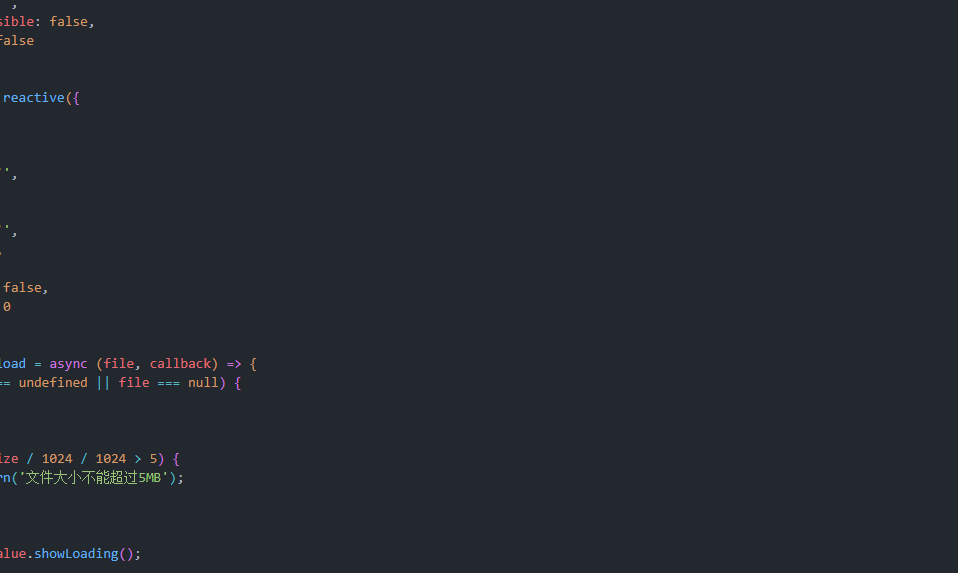 ',
sible: false,
false
reactive({
'',
'',
,
false,
0
load = async (file, callback) => {
== undefined || file === null) {
ize / 1024 / 1024 > 5) {
rn('文件大小不能超过5MB');
alue.showLoading();